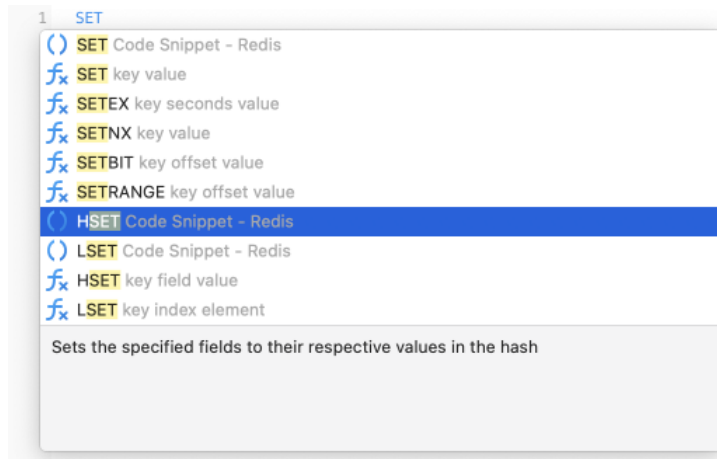 1 SET
() SET Code Snippet - Redis
fx SET key value
fx SETEX key seconds value
fx SETNX key value
fx SETBIT key offset value
fx SETRANGE key offset value
() HSET Code Snippet - Redis
() LSET Code Snippet - Redis
fx HSET key field value
fx LSET key index element
Sets the specified fields to their respective values in the hash